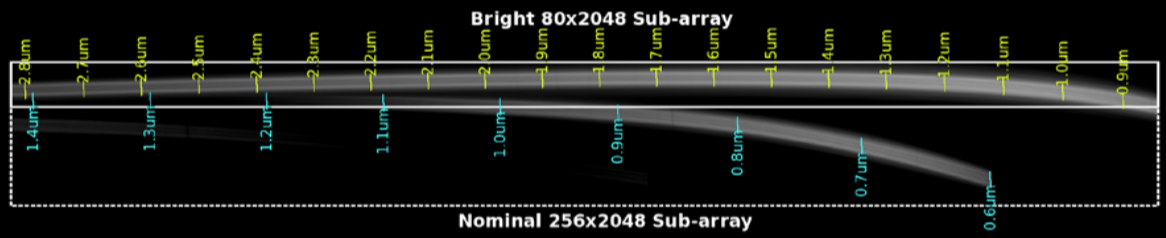 Bright 80x2048 Sub-array
2.8um 2.7um 2.6um 2.5um 2.4um 2.3um 2.2um 2.1um 2.0um 1.9um 1.8um 1.7um 1.6um 1.5um 1.4um 1.3um 1.2um 1.1um 1.0um 0.9um
1.4um 1.3um 1.2um 1.1um 1.0um 0.9um 0.8um 0.7um 0.6um
Nominal 256x2048 Sub-array